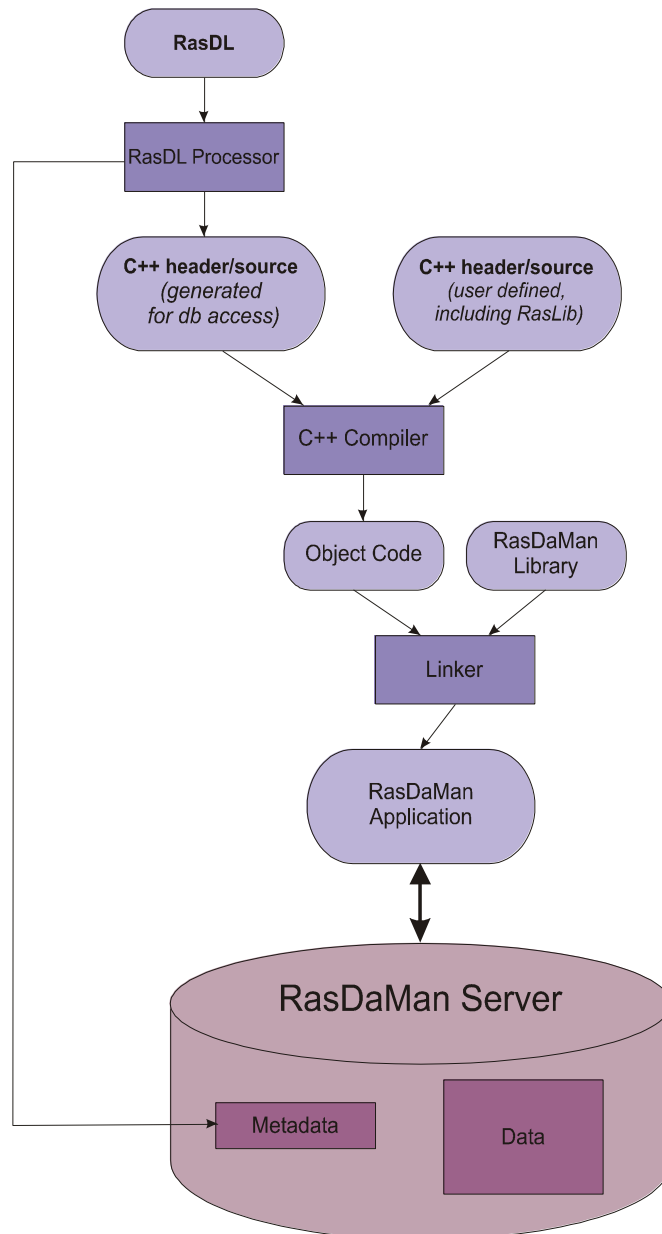 RasDL
RasDL Processor
C++ header/source
(generated
for db access)
C++ header/source
(user defined,
including RasLib)
C++ Compiler
Object Code
RasDaMan
Library
Linker
RasDaMan
Application
RasDaMan Server
Metadata
Data